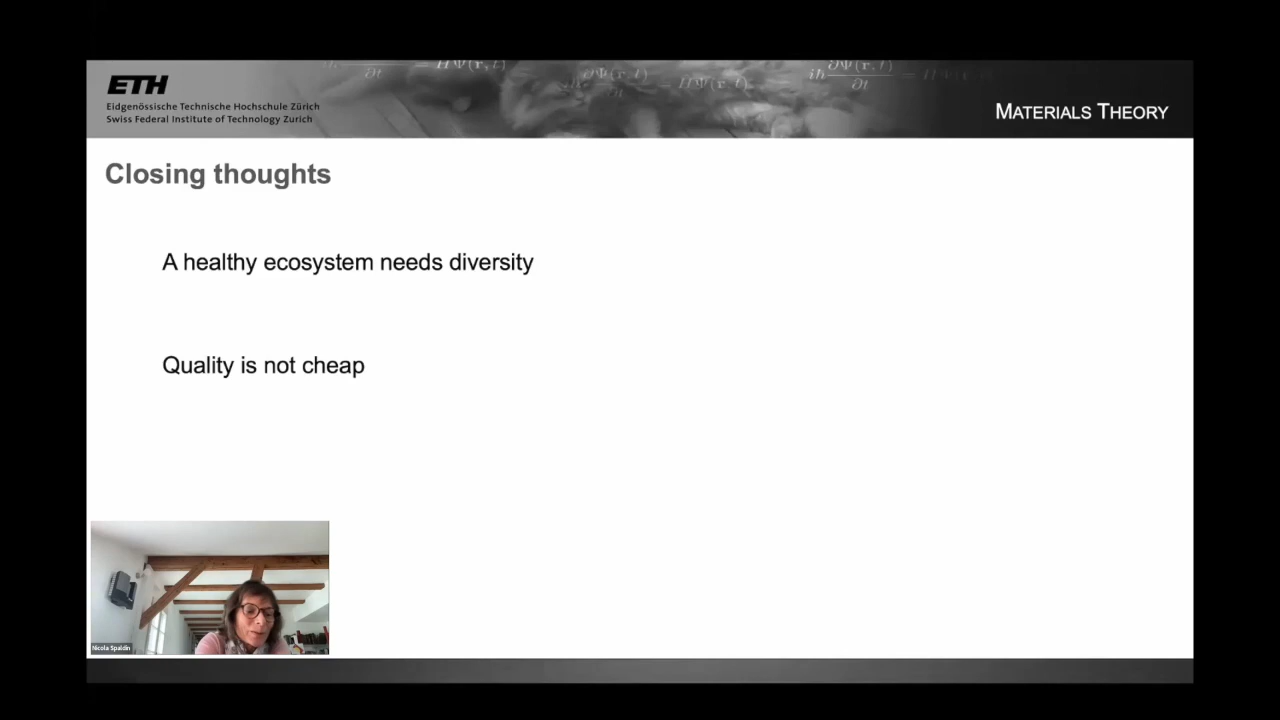 ETH
Eidgenössische Technische Hochschule Zürich
Swiss Federal Institute of Technology Zurich
MATERIALS THEORY
Closing thoughts
A healthy ecosystem needs diversity
Quality is not cheap
Nicola Spaldin